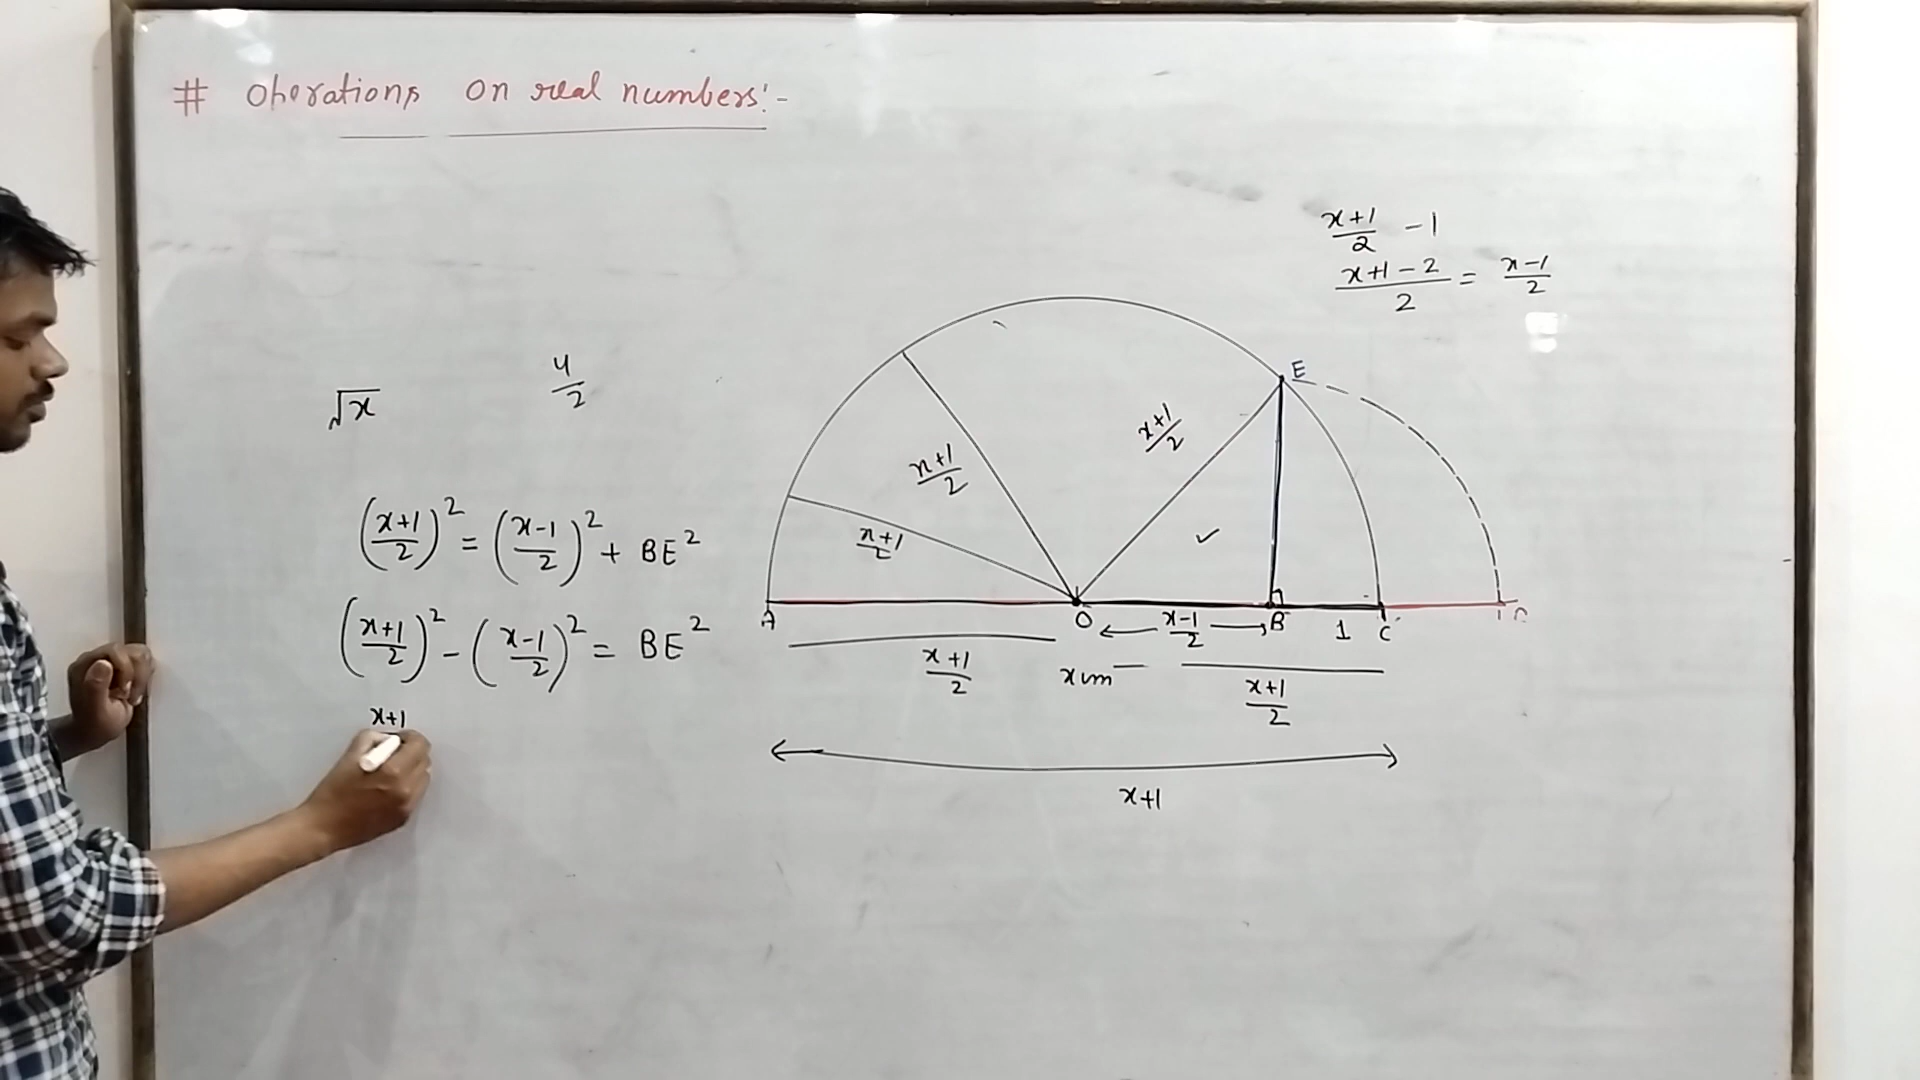 # Operations on real numbers:-
x+1/2 - 1
x+1-2/2 = x-1/2
√x
4/2
(x+1/2)² = (x-1/2)² + BE²
(x+1/2)² - (x-1/2)² = BE²
x+1
E
x+1/2
x+1/2
x+1/2
A
O
x-1/2
B
1
C
x+1/2
x cm
x+1/2
x+1